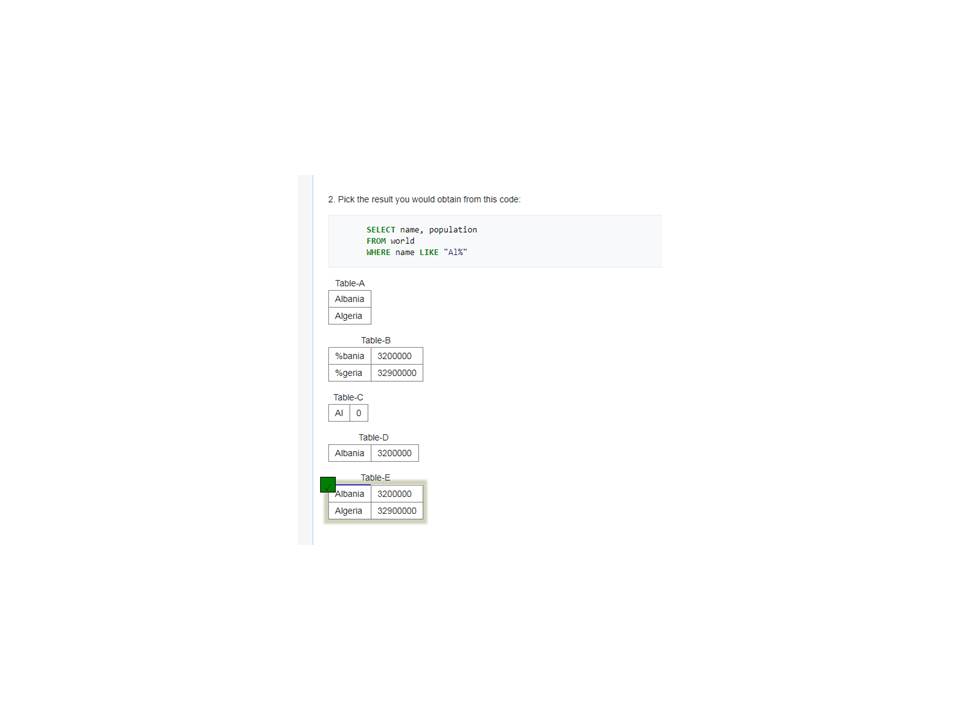 2. Pick the result you would obtain from this code:
SELECT name, population
FROM world
WHERE name LIKE "Al%"
Table-A
Albania
Algeria
Table-B
%bania 3200000
%geria 32900000
Table-C
Al 0
Table-D
Albania 3200000
Table-E
Albania 3200000
Algeria 32900000